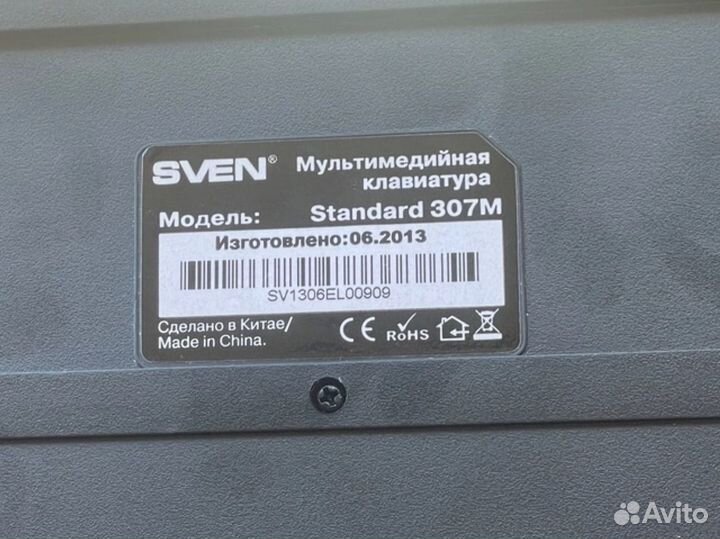 SVEN® Мультимедийная
клавиатура
Модель: Standard 307M
Изготовлено:06.2013
SV1306EL00909
Сделано в Китае/
Made in China.
CE RoHS
Avito